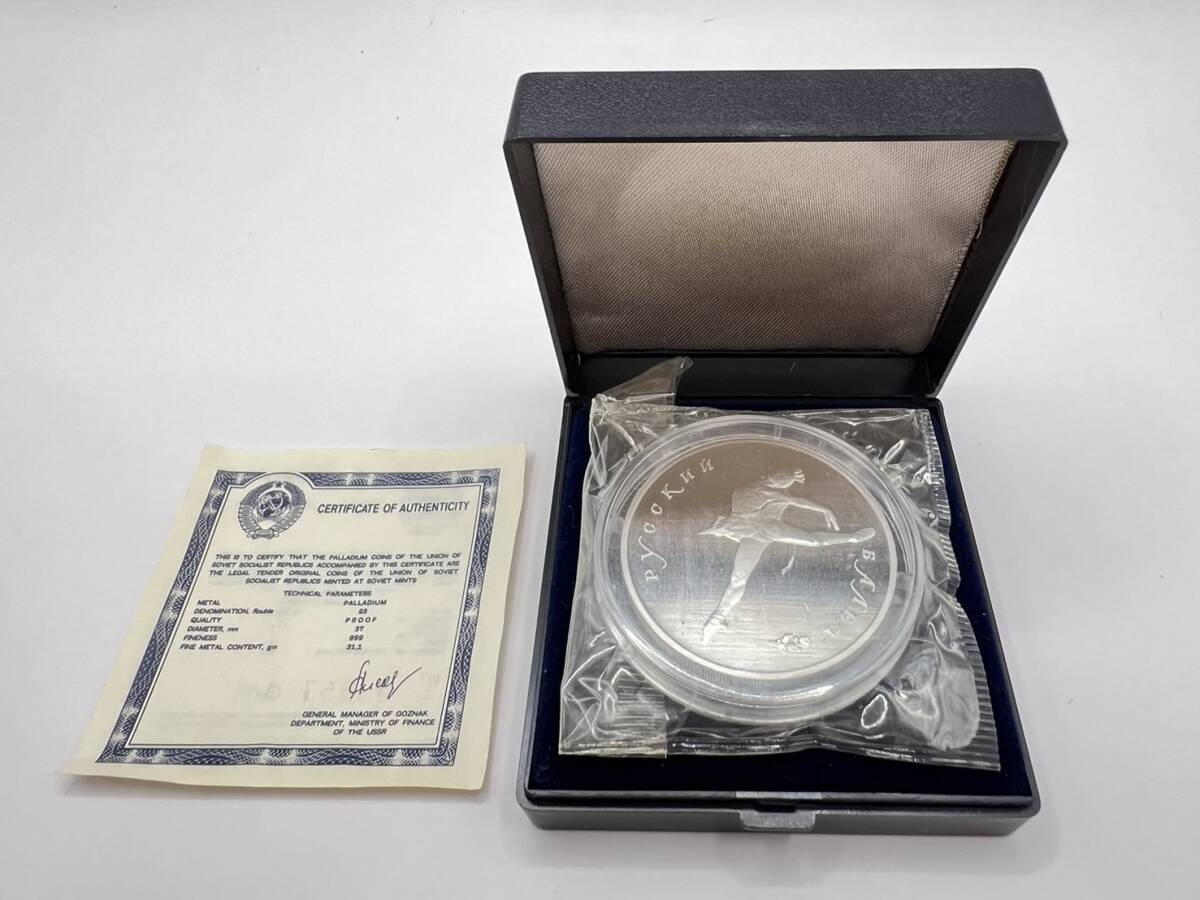 CERTIFICATE OF AUTHENTICITY
THIS IS TO CERTIFY THAT THE PALLADIUM COINS OF THE UNION OF
SOVIET SOCIALIST REPUBLICS ACCOMPANIED BY THIS CERTIFICATE ARE
THE LEGAL TENDER ORIGINAL COINS OF THE UNION OF SOVIET
SOCIALIST REPUBLICS MINTED AT SOVIET MINTS
TECHNICAL PARAMETERS
METAL PALLADIUM
DENOMINATION, Rouble 25
QUALITY PROOF
DIAMETER, mm 37
FINENESS 999
FINE METAL CONTENT, gm 31,1
GENERAL MANAGER OF GOZNAK
DEPARTMENT, MINISTRY OF FINANCE
OF THE USSR
РУССКИЙ
БАЛЕТ